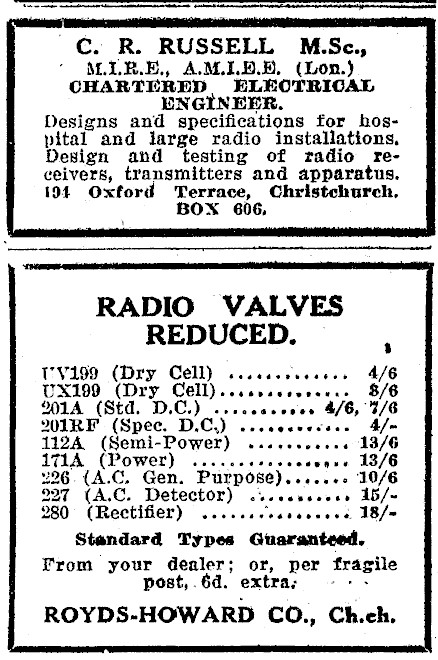 C. R. RUSSELL M.Sc.,
M.I.R.E., A.M.I.E.E. (Lon.)
CHARTERED ELECTRICAL
ENGINEER.
Designs and specifications for hos-
pital and large radio installations.
Design and testing of radio re-
ceivers, transmitters and apparatus.
194 Oxford Terrace, Christchurch.
BOX 606.
RADIO VALVES
REDUCED.
UV199 (Dry Cell) ............. 4/6
UX199 (Dry Cell)............... 8/6
201A (Std. D.C.) ........... 4/6, 7/6
201RF (Spec. D.C.) ............ 4/-
112A (Semi-Power) ........... 13/6
171A (Power) ................. 13/6
226 (A.C. Gen. Purpose)....... 10/6
227 (A.C. Detector) ........... 15/-
280 (Rectifier) ................ 18/-
Standard Types Guaranteed.
From your dealer; or, per fragile
post, 6d. extra.
ROYDS-HOWARD CO., Ch.ch.